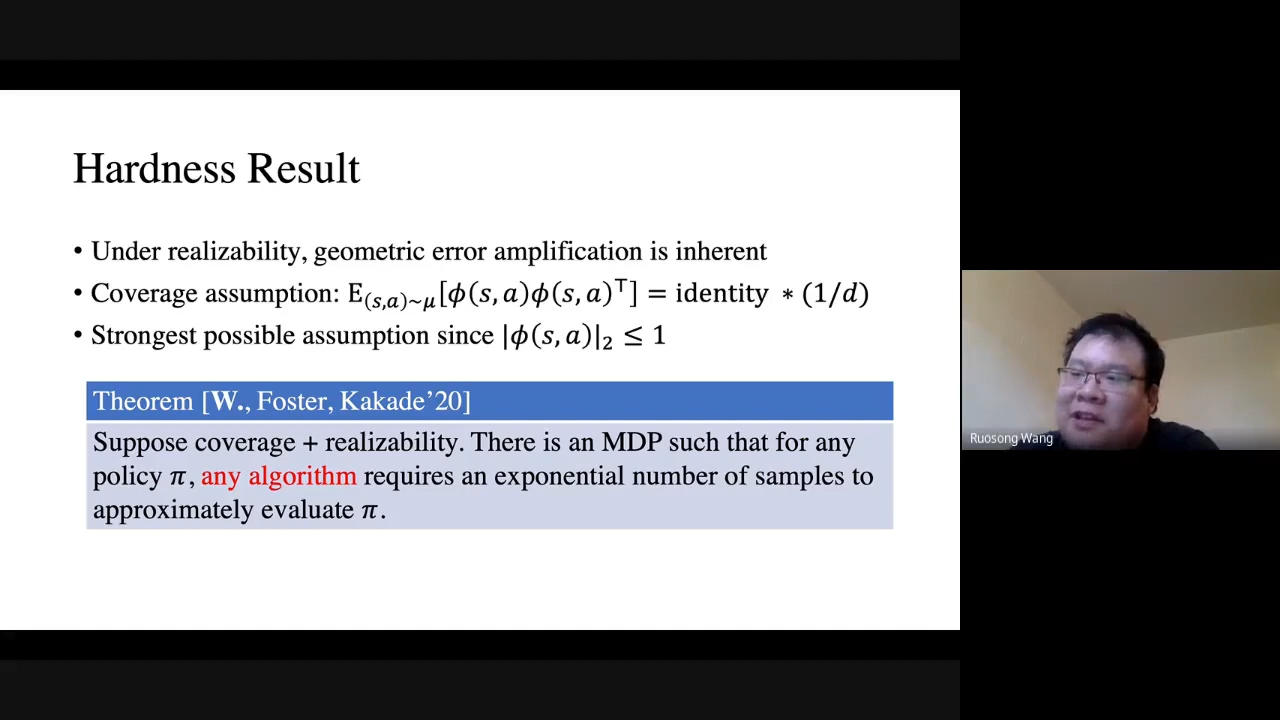 Hardness Result
• Under realizability, geometric error amplification is inherent
• Coverage assumption: E_{(s,a)~μ}[ϕ(s, a)ϕ(s, a)^⊤] = identity * (1/d)
• Strongest possible assumption since |ϕ(s, a)|₂ ≤ 1
Theorem [W., Foster, Kakade'20]
Suppose coverage + realizability. There is an MDP such that for any
policy π, any algorithm requires an exponential number of samples to
approximately evaluate π.
Ruosong Wang